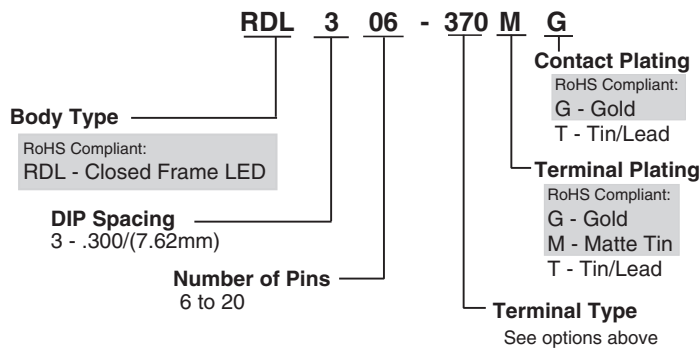 RDL 3 06 - 370 M G
Contact Plating
RoHS Compliant:
G - Gold
T - Tin/Lead
Body Type
RoHS Compliant:
RDL - Closed Frame LED
Terminal Plating
RoHS Compliant:
G - Gold
M - Matte Tin
T - Tin/Lead
DIP Spacing
3 - .300/(7.62mm)
Number of Pins
6 to 20
Terminal Type
See options above